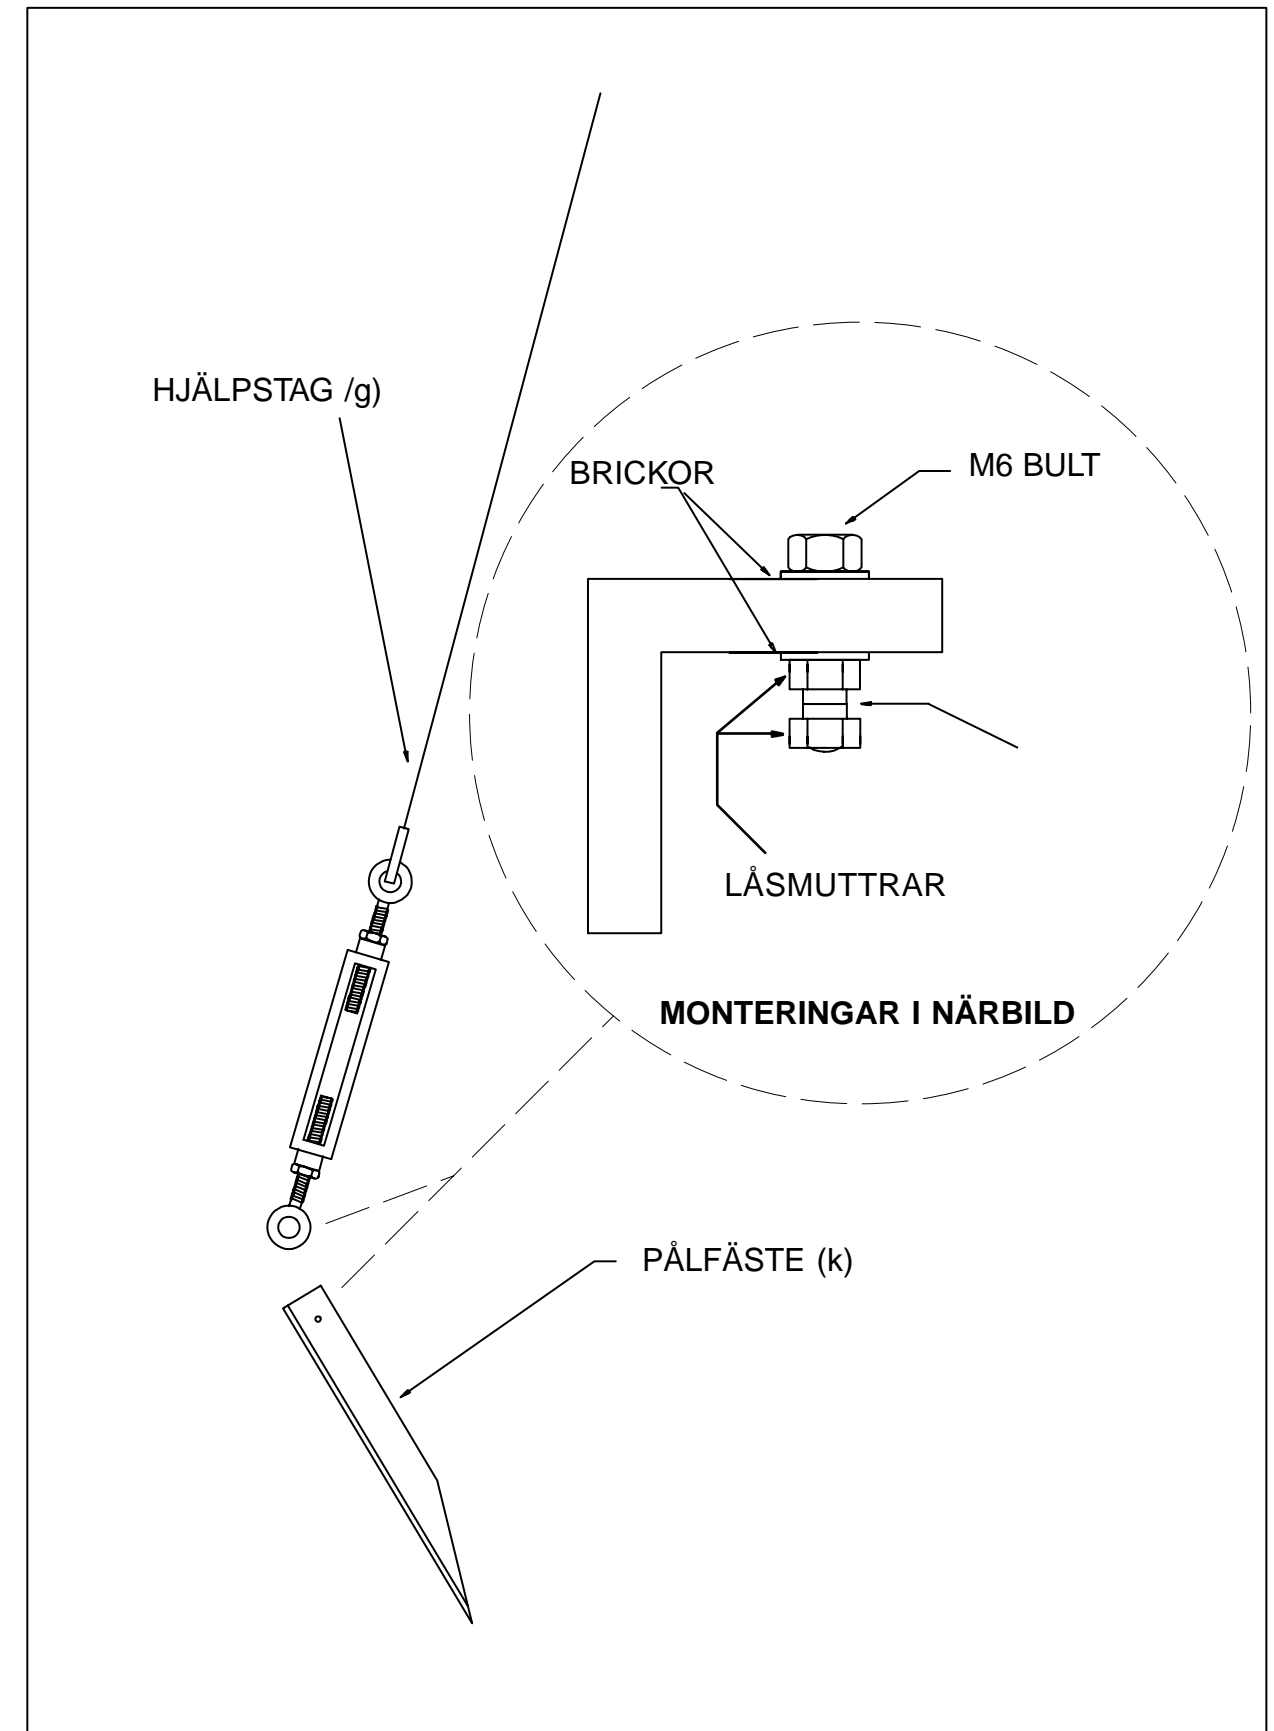 HJÄLPSTAG /g)
BRICKOR
M6 BULT
LÅSMUTTRAR
MONTERINGAR I NÄRBILD
PÅLFÄSTE (k)